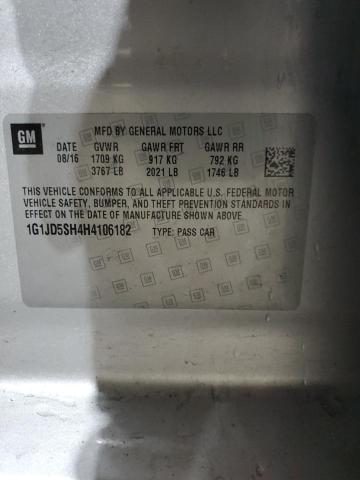 GM
MFD BY GENERAL MOTORS LLC
DATE GVWR GAWR FRT GAWR RR
08/16 1709 KG 917 KG 792 KG
3767 LB 2021 LB 1746 LB
THIS VEHICLE CONFORMS TO ALL APPLICABLE U.S. FEDERAL MOTOR
VEHICLE SAFETY, BUMPER, AND THEFT PREVENTION STANDARDS IN
EFFECT ON THE DATE OF MANUFACTURE SHOWN ABOVE.
1G1JD5SH4H4106182 TYPE: PASS CAR